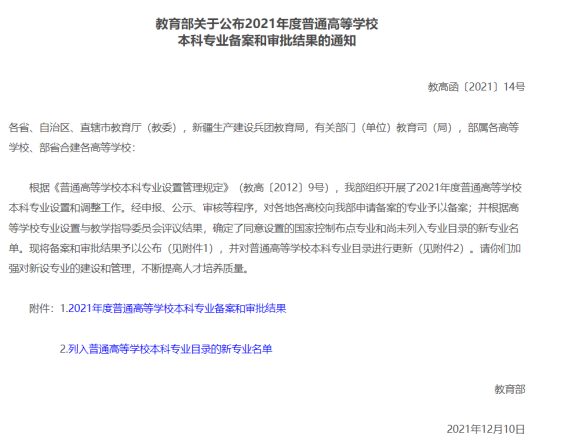 教育部关于公布2021年度普通高等学校
本科专业备案和审批结果的通知
教高函〔2021〕14号
各省、自治区、直辖市教育厅（教委），新疆生产建设兵团教育局，有关部门（单位）教育司（局），部属各高等
学校、部省合建各高等学校：
根据《普通高等学校本科专业设置管理规定》（教高〔2012〕9号），我部组织开展了2021年度普通高等学校
本科专业设置和调整工作。经申报、公示、审核等程序，对各地各高校向我部申请备案的专业予以备案；并根据高
等学校专业设置与教学指导委员会评议结果，确定了同意设置的国家控制布点专业和尚未列入专业目录的新专业名
单。现将备案和审批结果予以公布（见附件1），并对普通高等学校本科专业目录进行更新（见附件2）。请你们加
强对新设专业的建设和管理，不断提高人才培养质量。
附件：1.2021年度普通高等学校本科专业备案和审批结果
2.列入普通高等学校本科专业目录的新专业名单
教育部
2021年12月10日